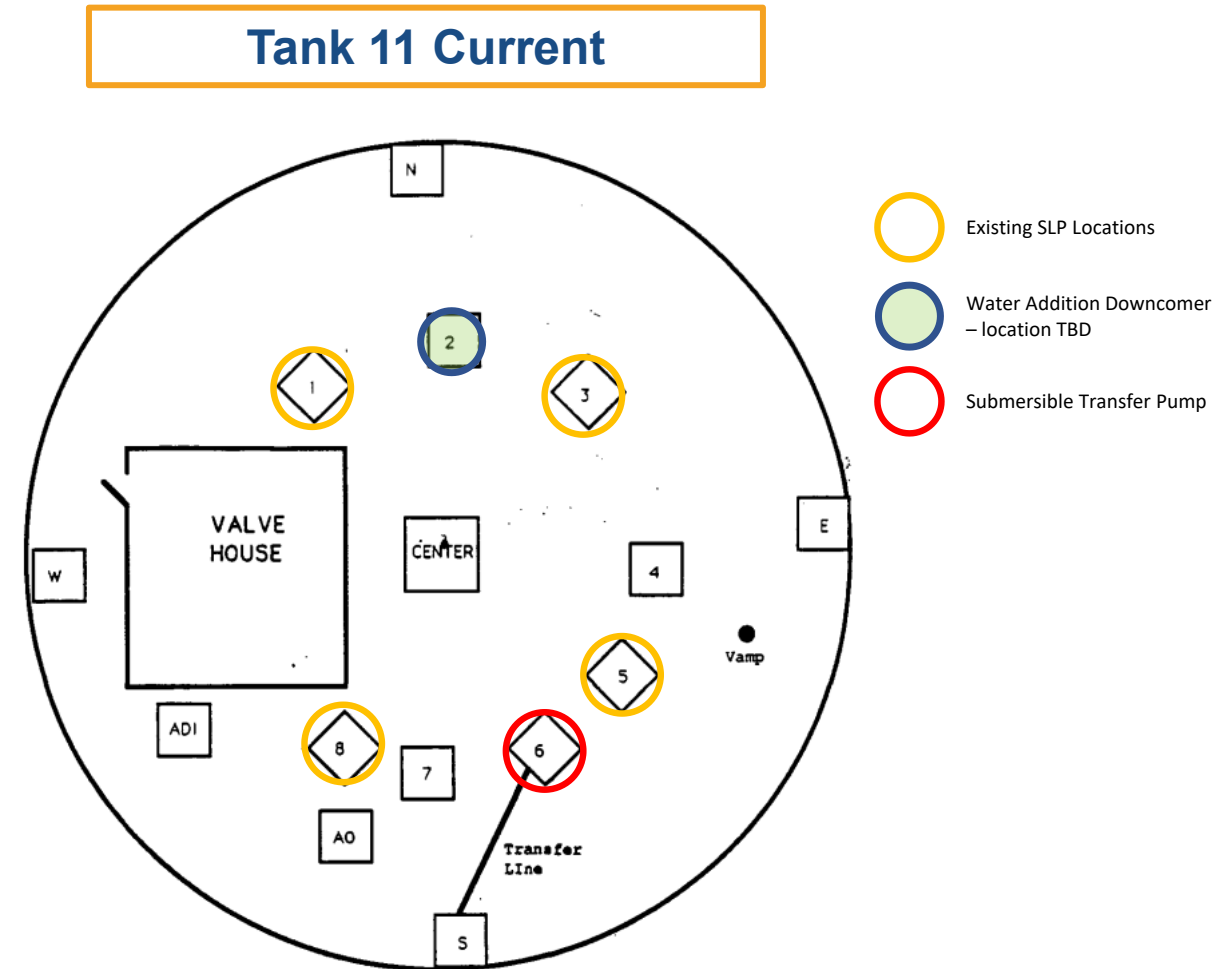 Tank 11 Current
N
Existing SLP Locations
Water Addition Downcomer
– location TBD
Submersible Transfer Pump
2
1
3
VALVE
HOUSE
CENTER
E
W
4
Vamp
5
ADI
8
7
6
AO
Transfer
LIne
S